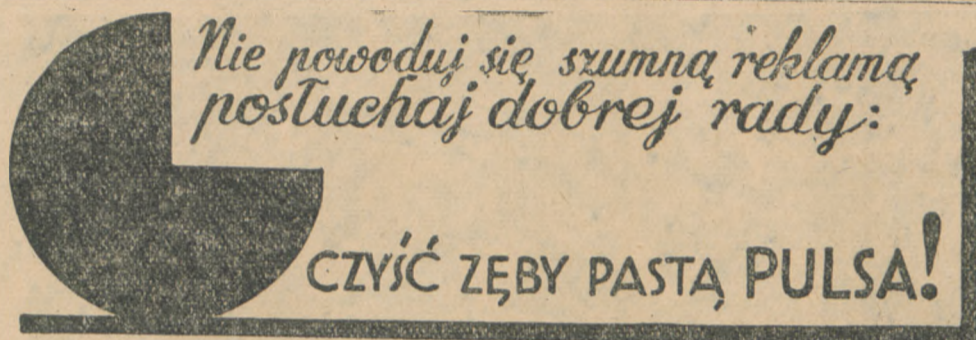 Nie powoduj się szumną reklamą
posłuchaj dobrej rady:
CZYŚĆ ZĘBY PASTĄ PULSA!